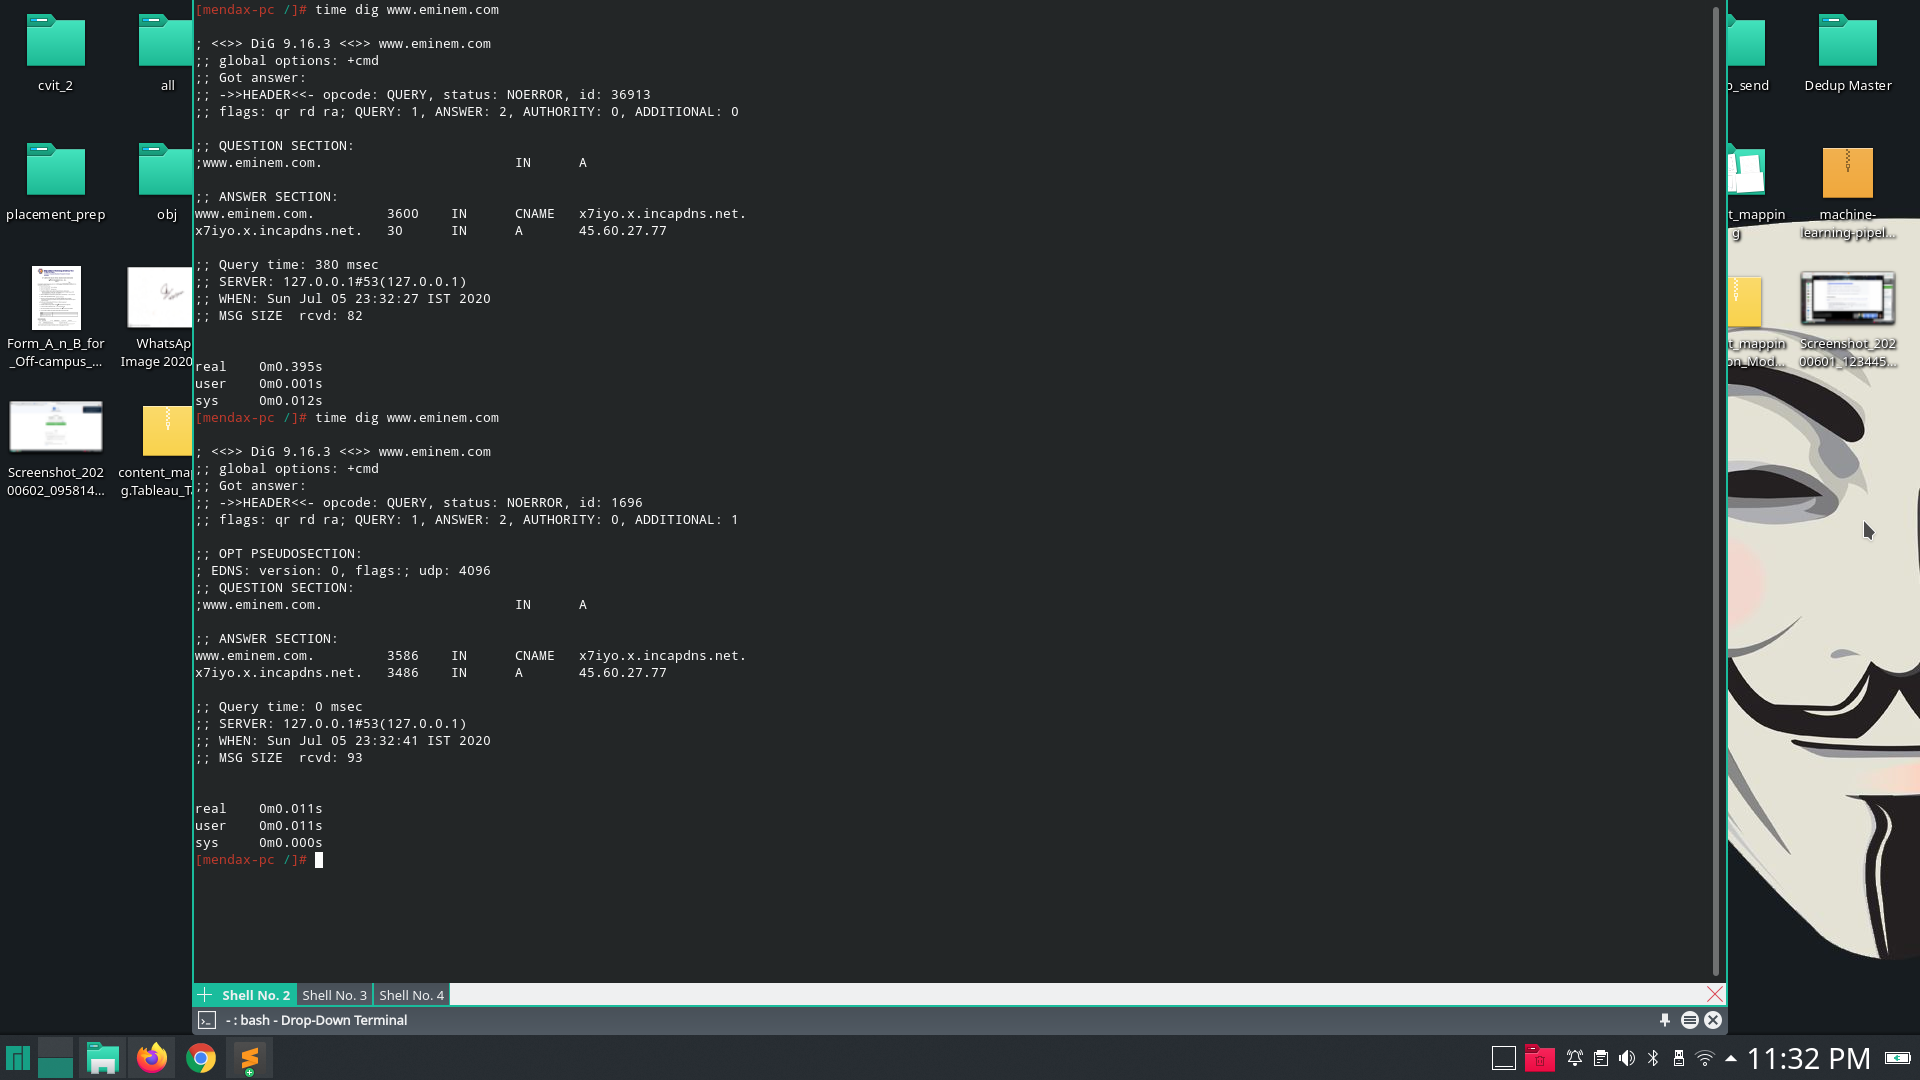 [mendax-pc /]# time dig www.eminem.com
; <<>> DiG 9.16.3 <<>> www.eminem.com
;; global options: +cmd
;; Got answer:
;; ->>HEADER<<- opcode: QUERY, status: NOERROR, id: 36913
;; flags: qr rd ra; QUERY: 1, ANSWER: 2, AUTHORITY: 0, ADDITIONAL: 0
;; QUESTION SECTION:
;www.eminem.com. IN A
;; ANSWER SECTION:
www.eminem.com. 3600 IN CNAME x7iyo.x.incapdns.net.
x7iyo.x.incapdns.net. 30 IN A 45.60.27.77
;; Query time: 380 msec
;; SERVER: 127.0.0.1#53(127.0.0.1)
;; WHEN: Sun Jul 05 23:32:27 IST 2020
;; MSG SIZE rcvd: 82
real 0m0.395s
user 0m0.001s
sys 0m0.012s
[mendax-pc /]# time dig www.eminem.com
; <<>> DiG 9.16.3 <<>> www.eminem.com
;; global options: +cmd
;; Got answer:
;; ->>HEADER<<- opcode: QUERY, status: NOERROR, id: 1696
;; flags: qr rd ra; QUERY: 1, ANSWER: 2, AUTHORITY: 0, ADDITIONAL: 1
;; OPT PSEUDOSECTION:
; EDNS: version: 0, flags:; udp: 4096
;; QUESTION SECTION:
;www.eminem.com. IN A
;; ANSWER SECTION:
www.eminem.com. 3586 IN CNAME x7iyo.x.incapdns.net.
x7iyo.x.incapdns.net. 3486 IN A 45.60.27.77
;; Query time: 0 msec
;; SERVER: 127.0.0.1#53(127.0.0.1)
;; WHEN: Sun Jul 05 23:32:41 IST 2020
;; MSG SIZE rcvd: 93
real 0m0.011s
user 0m0.011s
sys 0m0.000s
[mendax-pc /]#
Shell No. 2 Shell No. 3 Shell No. 4
- : bash - Drop-Down Terminal
cvit_2
all
placement_prep
obj
Form_A_n_B_for
_Off-campus_...
WhatsAp
Image 2020
Screenshot_202
00602_095814...
content_ma
g.Tableau_T
_send
Dedup Master
t_mappin
g
machine-
learning-pipel...
t_mappin
on_Mod...
Screenshot_202
00601_123445...
11:32 PM